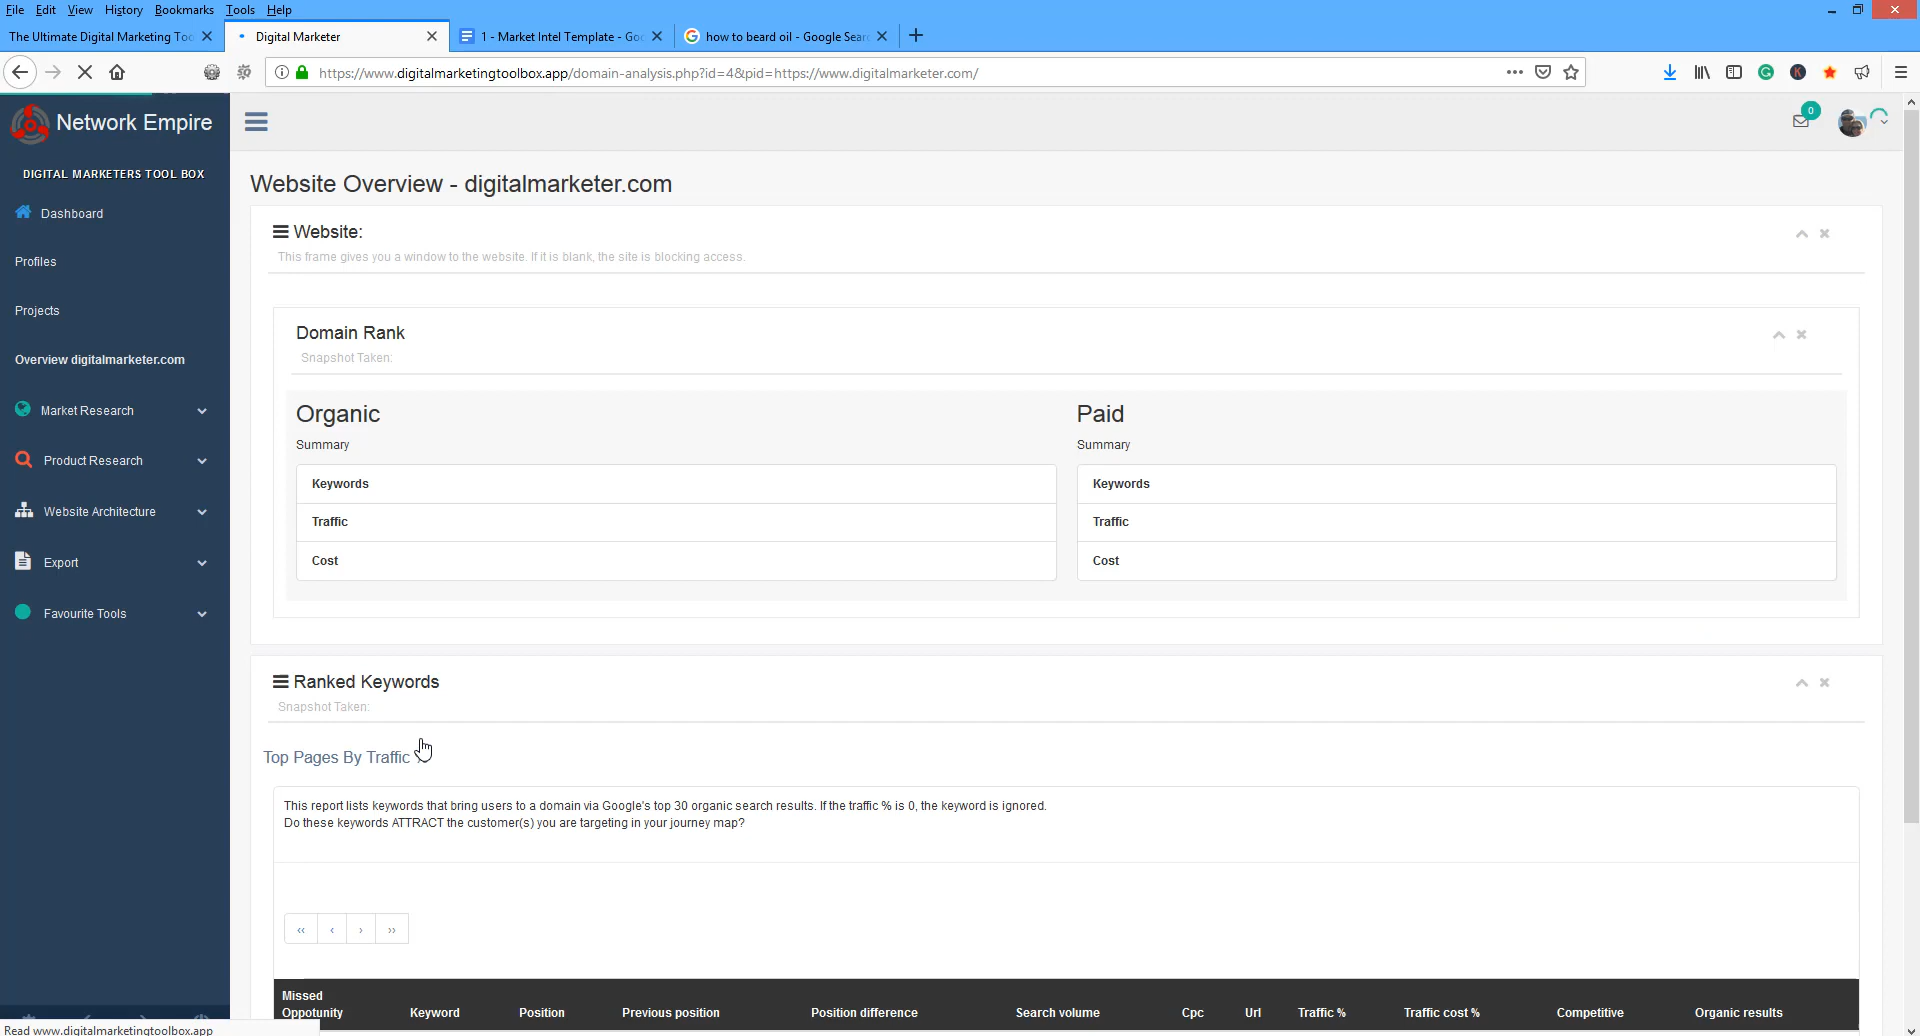 File Edit View History Bookmarks Tools Help
The Ultimate Digital Marketing Too
Digital Marketer
1 - Market Intel Template - Goo
how to beard oil - Google Sear
https://www.digitalmarketingtoolbox.app/domain-analysis.php?id=4&pid=https://www.digitalmarketer.com/
Network Empire
0
DIGITAL MARKETERS TOOL BOX
Dashboard
Profiles
Projects
Overview digitalmarketer.com
Market Research
Product Research
Website Architecture
Export
Favourite Tools
Website Overview - digitalmarketer.com
Website:
This frame gives you a window to the website. If it is blank, the site is blocking access.
Domain Rank
Snapshot Taken:
Organic
Summary
Keywords
Traffic
Cost
Paid
Summary
Keywords
Traffic
Cost
Ranked Keywords
Snapshot Taken:
Top Pages By Traffic
This report lists keywords that bring users to a domain via Google's top 30 organic search results. If the traffic % is 0, the keyword is ignored.
Do these keywords ATTRACT the customer(s) you are targeting in your journey map?
‹‹ ‹ › ››
Missed
Oppotunity Keyword Position Previous position Position difference Search volume Cpc Url Traffic % Traffic cost % Competitive Organic results
Read www.digitalmarketingtoolbox.app